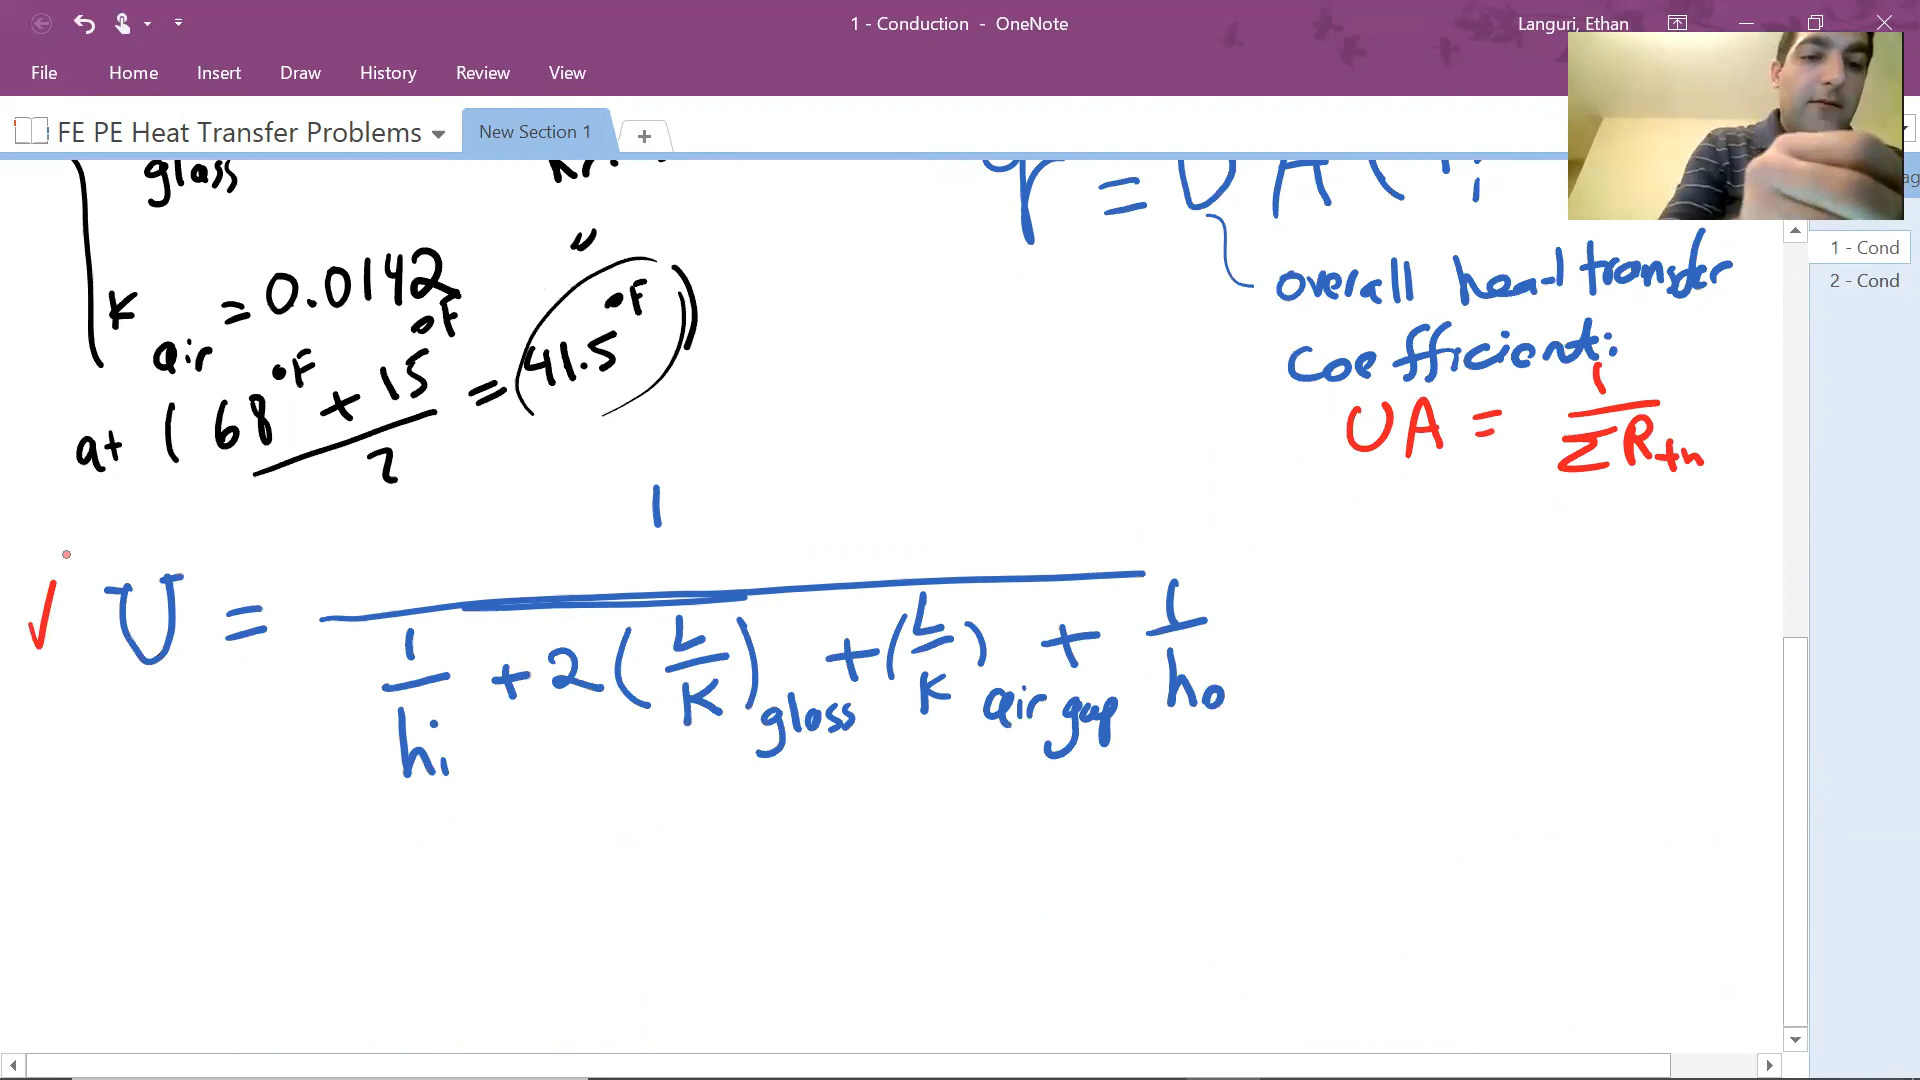 1 - Conduction - OneNote
Languri, Ethan
File Home Insert Draw History Review View
FE PE Heat Transfer Problems
New Section 1
+
1 - Cond
2 - Cond
glass
K air = 0.0142
at ( 68 °F + 15 °F / 2 = 41.5 °F )
q = U A ( T i
overall heat transfer
coefficient:
UA = 1 / Σ R th
✓ U = 1 / 1/hi + 2 (L/K) glass + (L/K) air gap + 1/ho